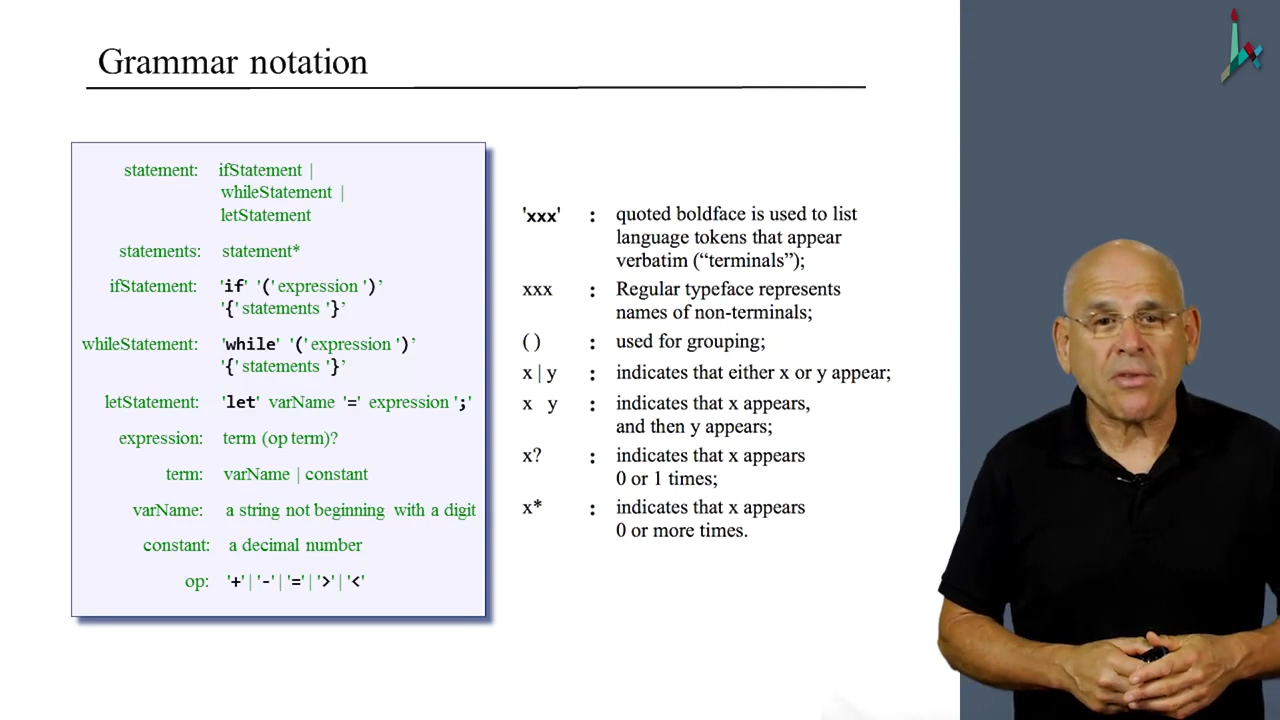 Grammar notation
statement: ifStatement |
whileStatement |
letStatement
statements: statement*
ifStatement: 'if' '(' expression ')'
'{' statements '}'
whileStatement: 'while' '(' expression ')'
'{' statements '}'
letStatement: 'let' varName '=' expression ';'
expression: term (op term)?
term: varName | constant
varName: a string not beginning with a digit
constant: a decimal number
op: '+' | '-' | '=' | '>' | '<'
'xxx' : quoted boldface is used to list
language tokens that appear
verbatim (“terminals”);
xxx : Regular typeface represents
names of non-terminals;
( ) : used for grouping;
x | y : indicates that either x or y appear;
x y : indicates that x appears,
and then y appears;
x? : indicates that x appears
0 or 1 times;
x* : indicates that x appears
0 or more times.